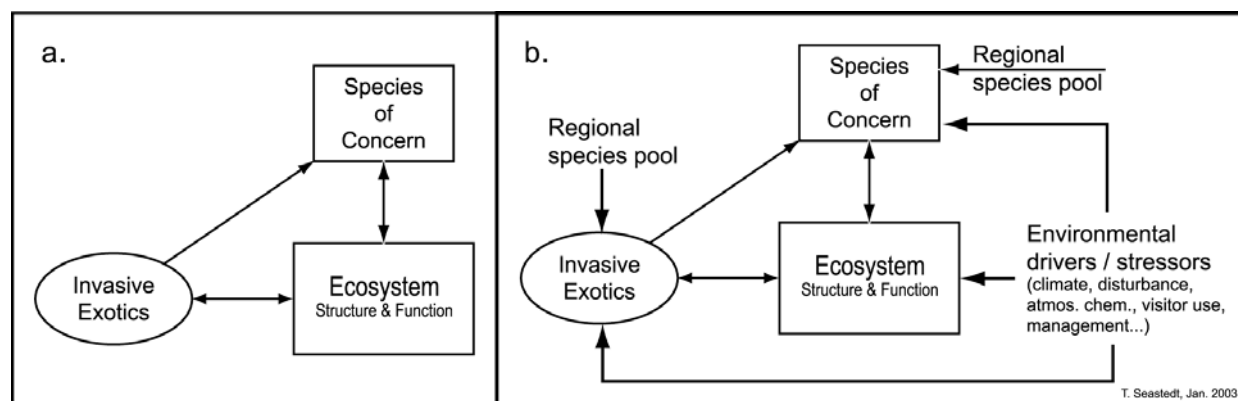 a.
Species
of
Concern
Invasive
Exotics
Ecosystem
Structure & Function
b.
Regional
species pool
Species
of
Concern
Regional
species pool
Invasive
Exotics
Ecosystem
Structure & Function
Environmental
drivers / stressors
(climate, disturbance,
atmos. chem., visitor use,
management...)
T. Seastedt, Jan. 2003